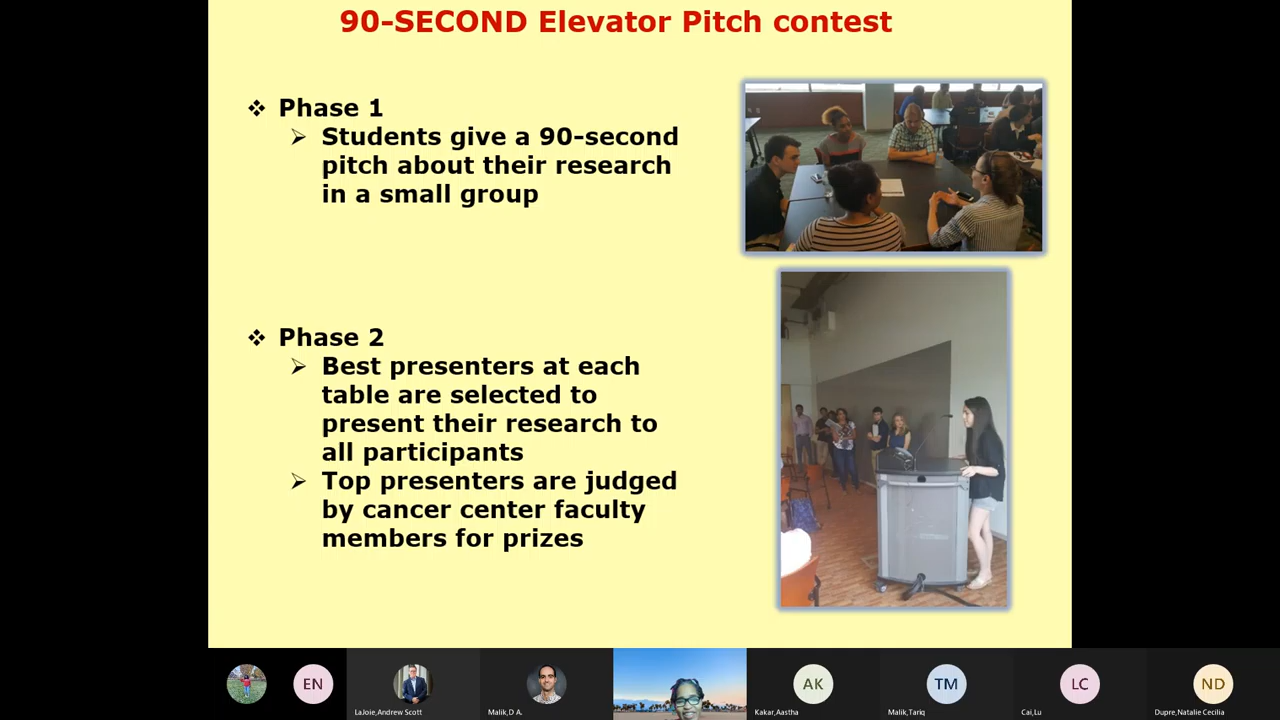 90-SECOND Elevator Pitch contest
❖ Phase 1
➢ Students give a 90-second
pitch about their research
in a small group
❖ Phase 2
➢ Best presenters at each
table are selected to
present their research to
all participants
➢ Top presenters are judged
by cancer center faculty
members for prizes
EN
AK
TM
LC
ND
LaJoie,Andrew Scott
Malik,D A.
Kakar,Aastha
Malik,Tariq
Cai,Lu
Dupre,Natalie Cecilia